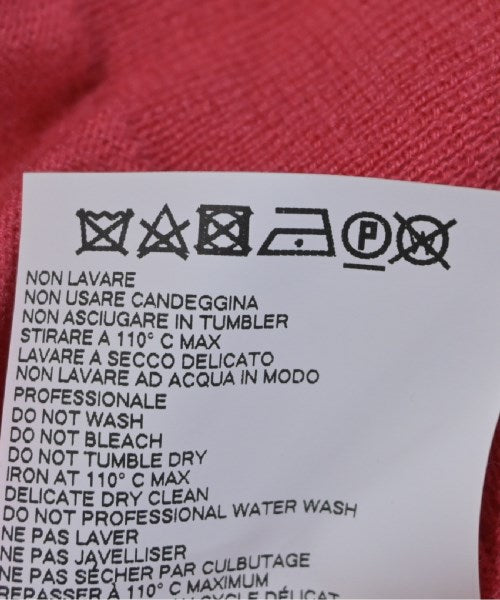 P
W
NON LAVARE
NON USARE CANDEGGINA
NON ASCIUGARE IN TUMBLER
STIRARE A 110° C MAX
LAVARE A SECCO DELICATO
NON LAVARE AD ACQUA IN MODO
PROFESSIONALE
DO NOT WASH
DO NOT BLEACH
DO NOT TUMBLE DRY
IRON AT 110° C MAX
DELICATE DRY CLEAN
DO NOT PROFESSIONAL WATER WASH
NE PAS LAVER
NE PAS JAVELLISER
NE PAS SÉCHER PAR CULBUTAGE
REPASSER À 110° C MAXIMUM
CYCLE DÉLICAT